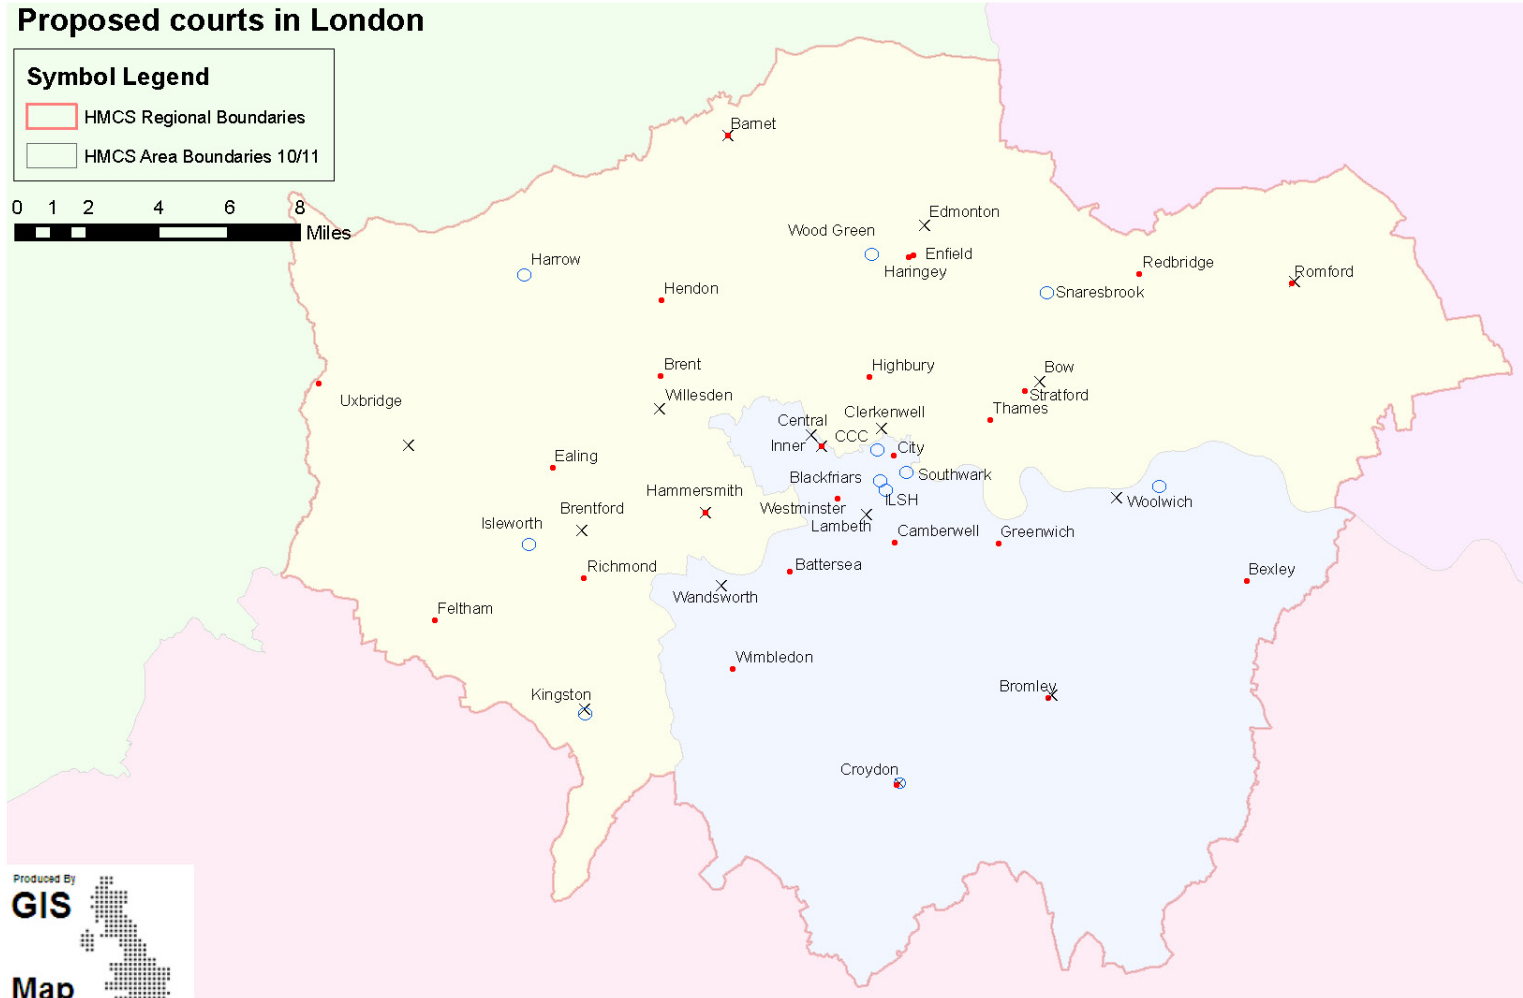 Proposed courts in London
Symbol Legend
HMCS Regional Boundaries
HMCS Area Boundaries 10/11
0 1 2 4 6 8
Miles
Barnet
Edmonton
Wood Green
Enfield
Haringey
Harrow
Redbridge
Romford
Hendon
Snaresbrook
Brent
Highbury
Bow
Willesden
Stratford
Uxbridge
Thames
Clerkenwell
Central
CCC
Inner
City
Ealing
Blackfriars
Southwark
Hammersmith
ILSH
Woolwich
Westminster
Brentford
Lambeth
Isleworth
Camberwell
Greenwich
Richmond
Battersea
Bexley
Wandsworth
Feltham
Wimbledon
Kingston
Bromley
Croydon
Produced By
GIS
Map